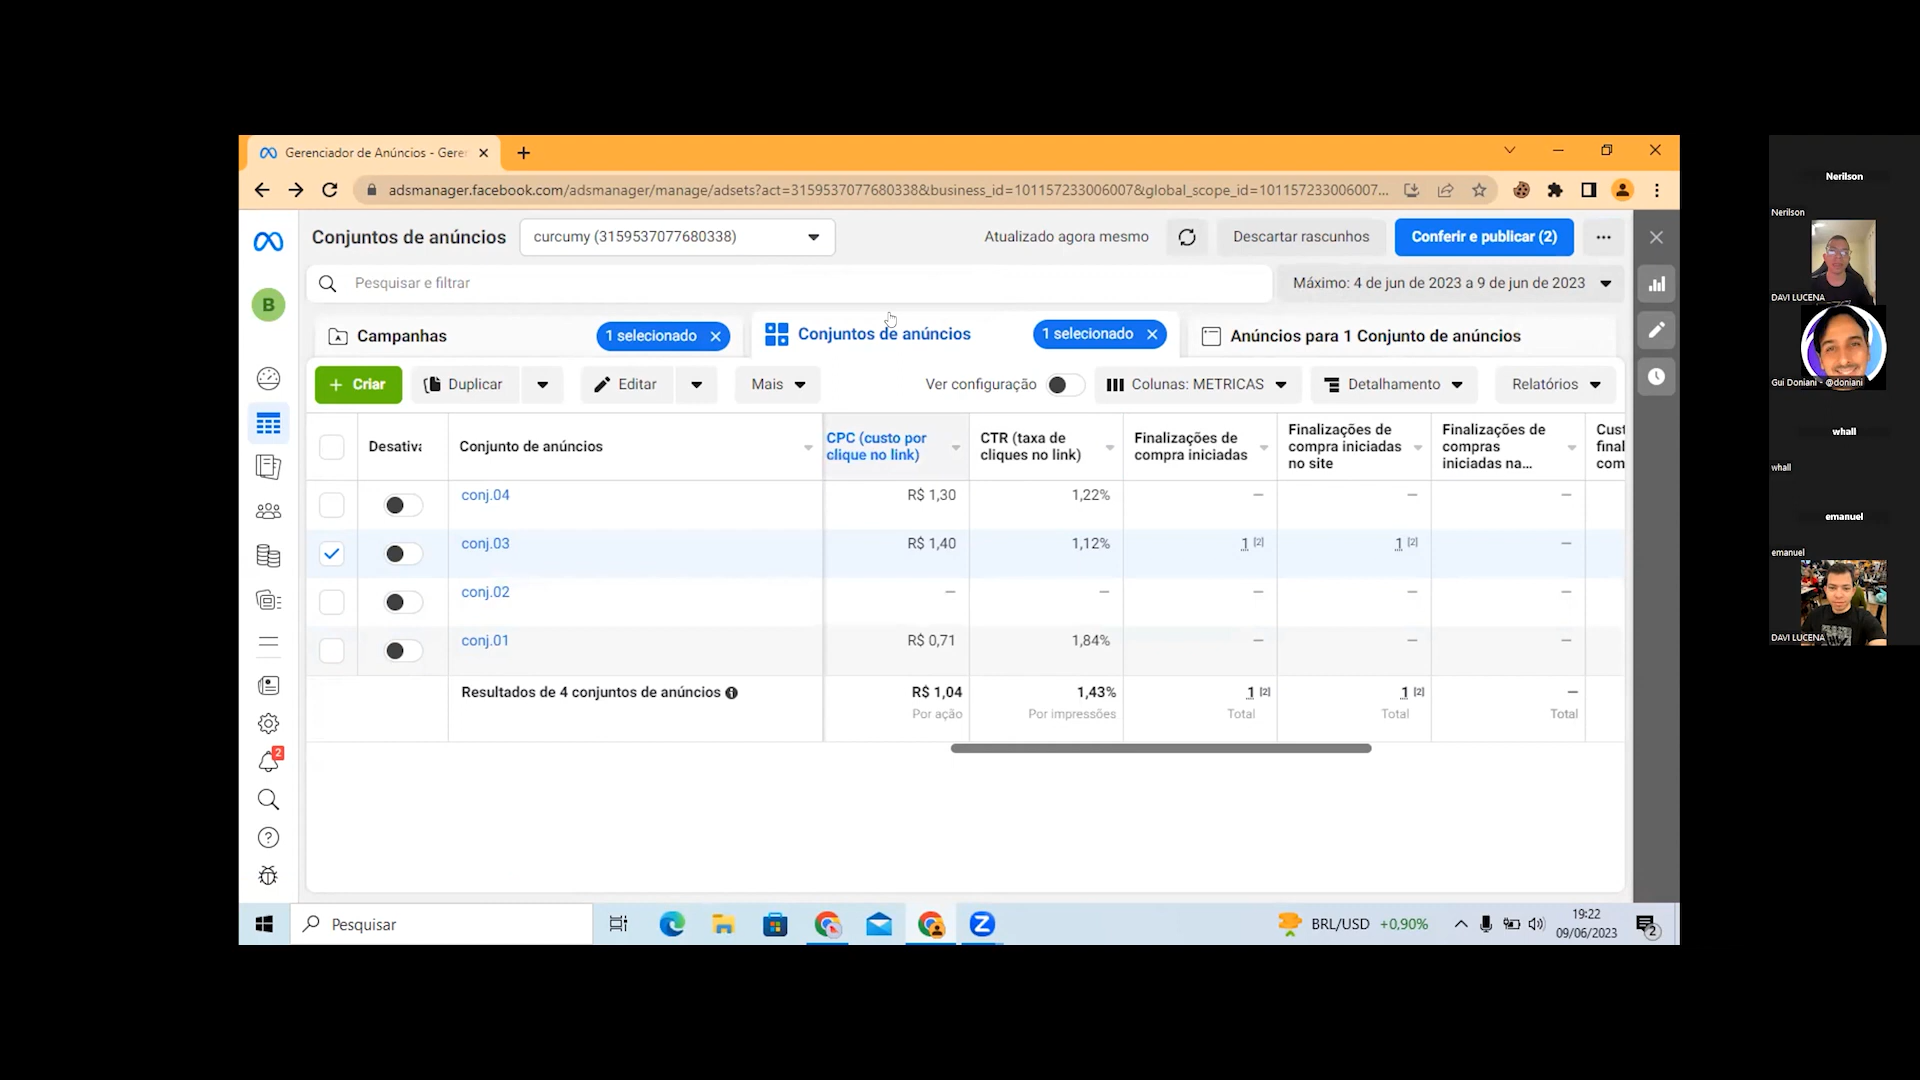 Gerenciador de Anúncios - Gere
adsmanager.facebook.com/adsmanager/manage/adsets?act=3159537077680338&business_id=101157233006007&global_scope_id=101157233006007...
Conjuntos de anúncios
curcumy (3159537077680338)
Atualizado agora mesmo
Descartar rascunhos
Conferir e publicar (2)
B
Pesquisar e filtrar
Máximo: 4 de jun de 2023 a 9 de jun de 2023
Campanhas
1 selecionado
Conjuntos de anúncios
1 selecionado
Anúncios para 1 Conjunto de anúncios
+ Criar
Duplicar
Editar
Mais
Ver configuração
Colunas: METRICAS
Detalhamento
Relatórios
Desativa
Conjunto de anúncios
CPC (custo por
clique no link)
CTR (taxa de
cliques no link)
Finalizações de
compra iniciadas
Finalizações de
compra iniciadas
no site
Finalizações de
compras
iniciadas na...
Cust
final
com
conj.04 R$ 1,30 1,22% — — —
conj.03 R$ 1,40 1,12% 1 [2] 1 [2] —
conj.02 — — — — —
conj.01 R$ 0,71 1,84% — — —
Resultados de 4 conjuntos de anúncios R$ 1,04 1,43% 1 [2] 1 [2] —
Por ação Por impressões Total Total Total
2
Pesquisar
BRL/USD +0,90%
19:22
09/06/2023
2
Nerilson
Nerilson
DAVI LUCENA
Gui Doniani - @doniani
whall
whall
emanuel
emanuel
DAVI LUCENA